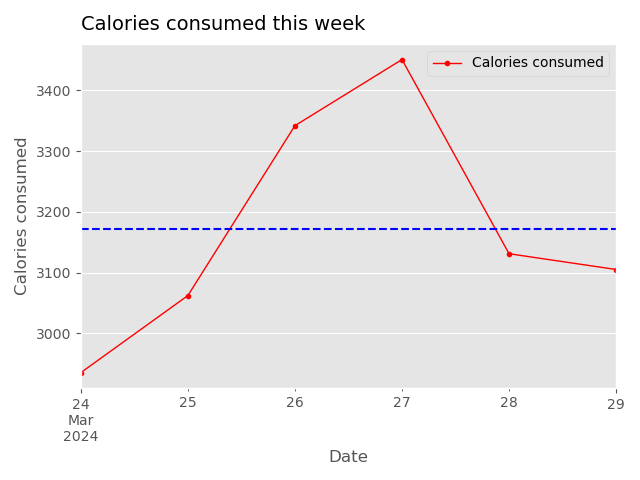 Calories consumed this week
Calories consumed
3400
3300
3200
3100
3000
Calories consumed
24 25 26 27 28 29
Mar
2024
Date